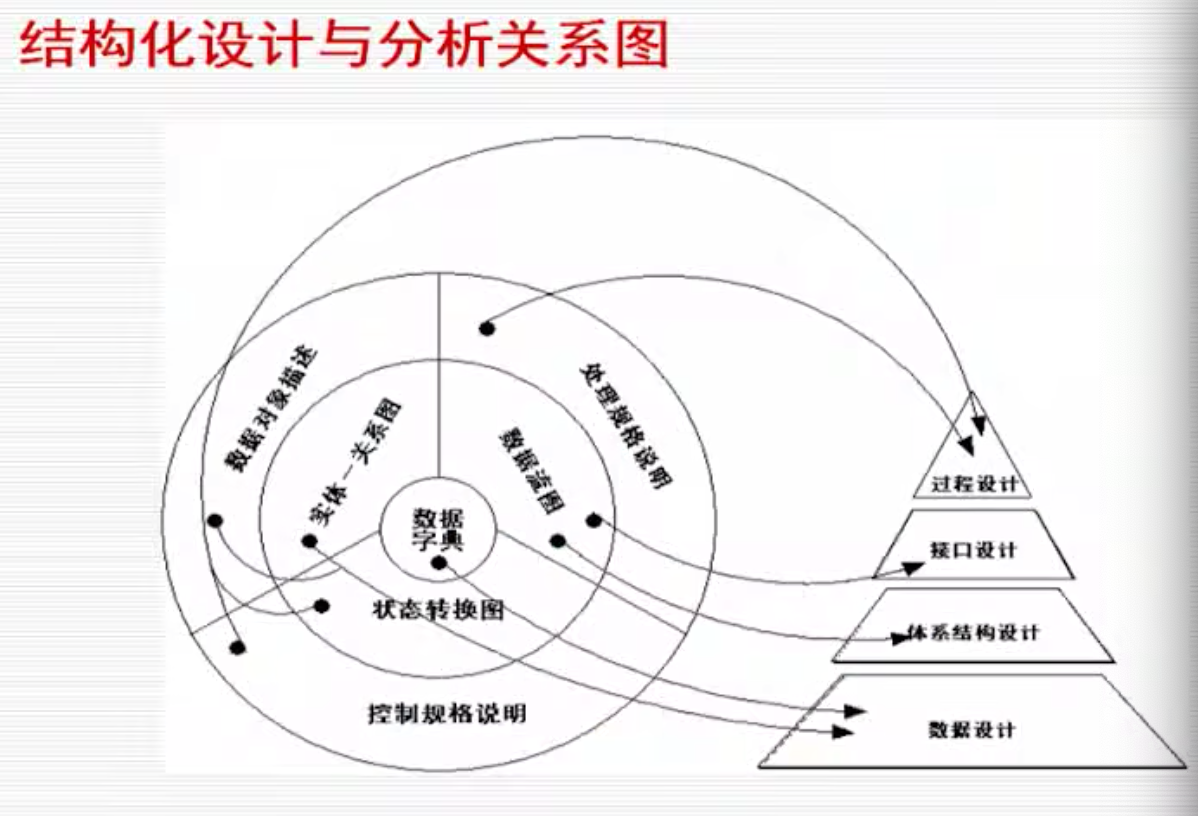 结构化设计与分析关系图
数据对象描述
实体－关系图
数据流图
处理规格说明
数据
字典
状态转换图
控制规格说明
过程设计
接口设计
体系结构设计
数据设计